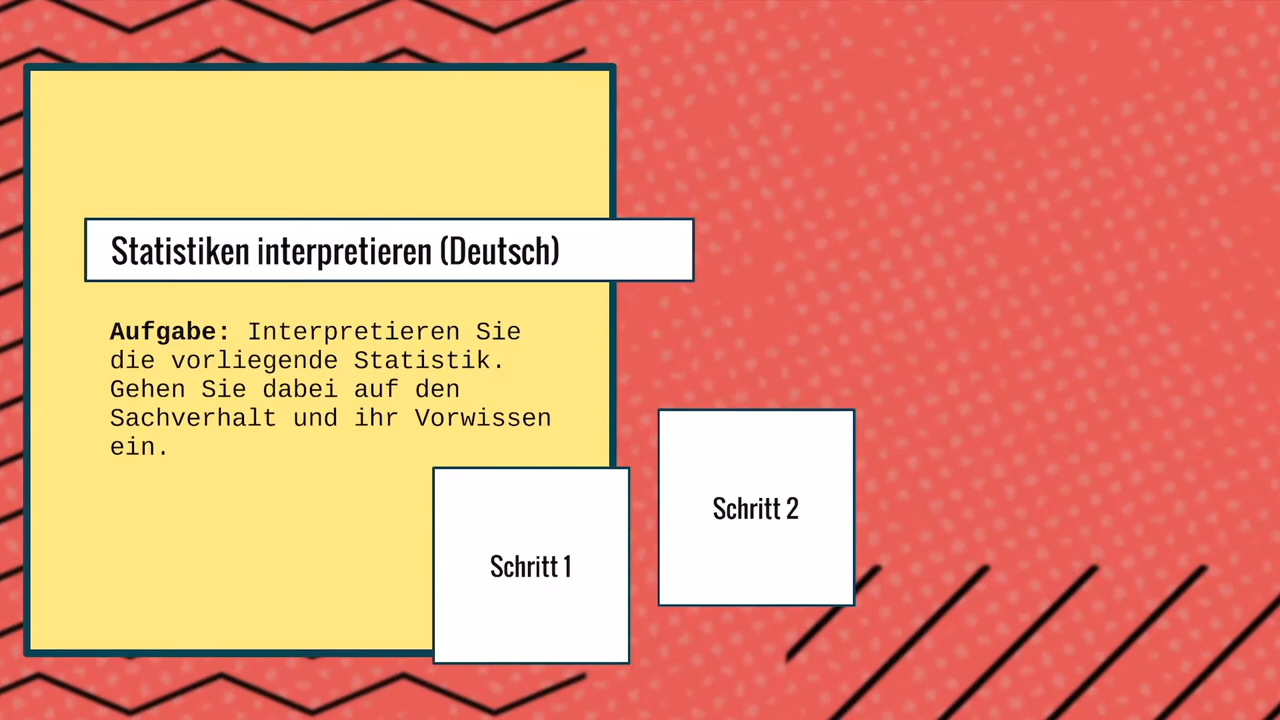 Statistiken interpretieren (Deutsch)
Aufgabe: Interpretieren Sie
die vorliegende Statistik.
Gehen Sie dabei auf den
Sachverhalt und ihr Vorwissen
ein.
Schritt 1
Schritt 2